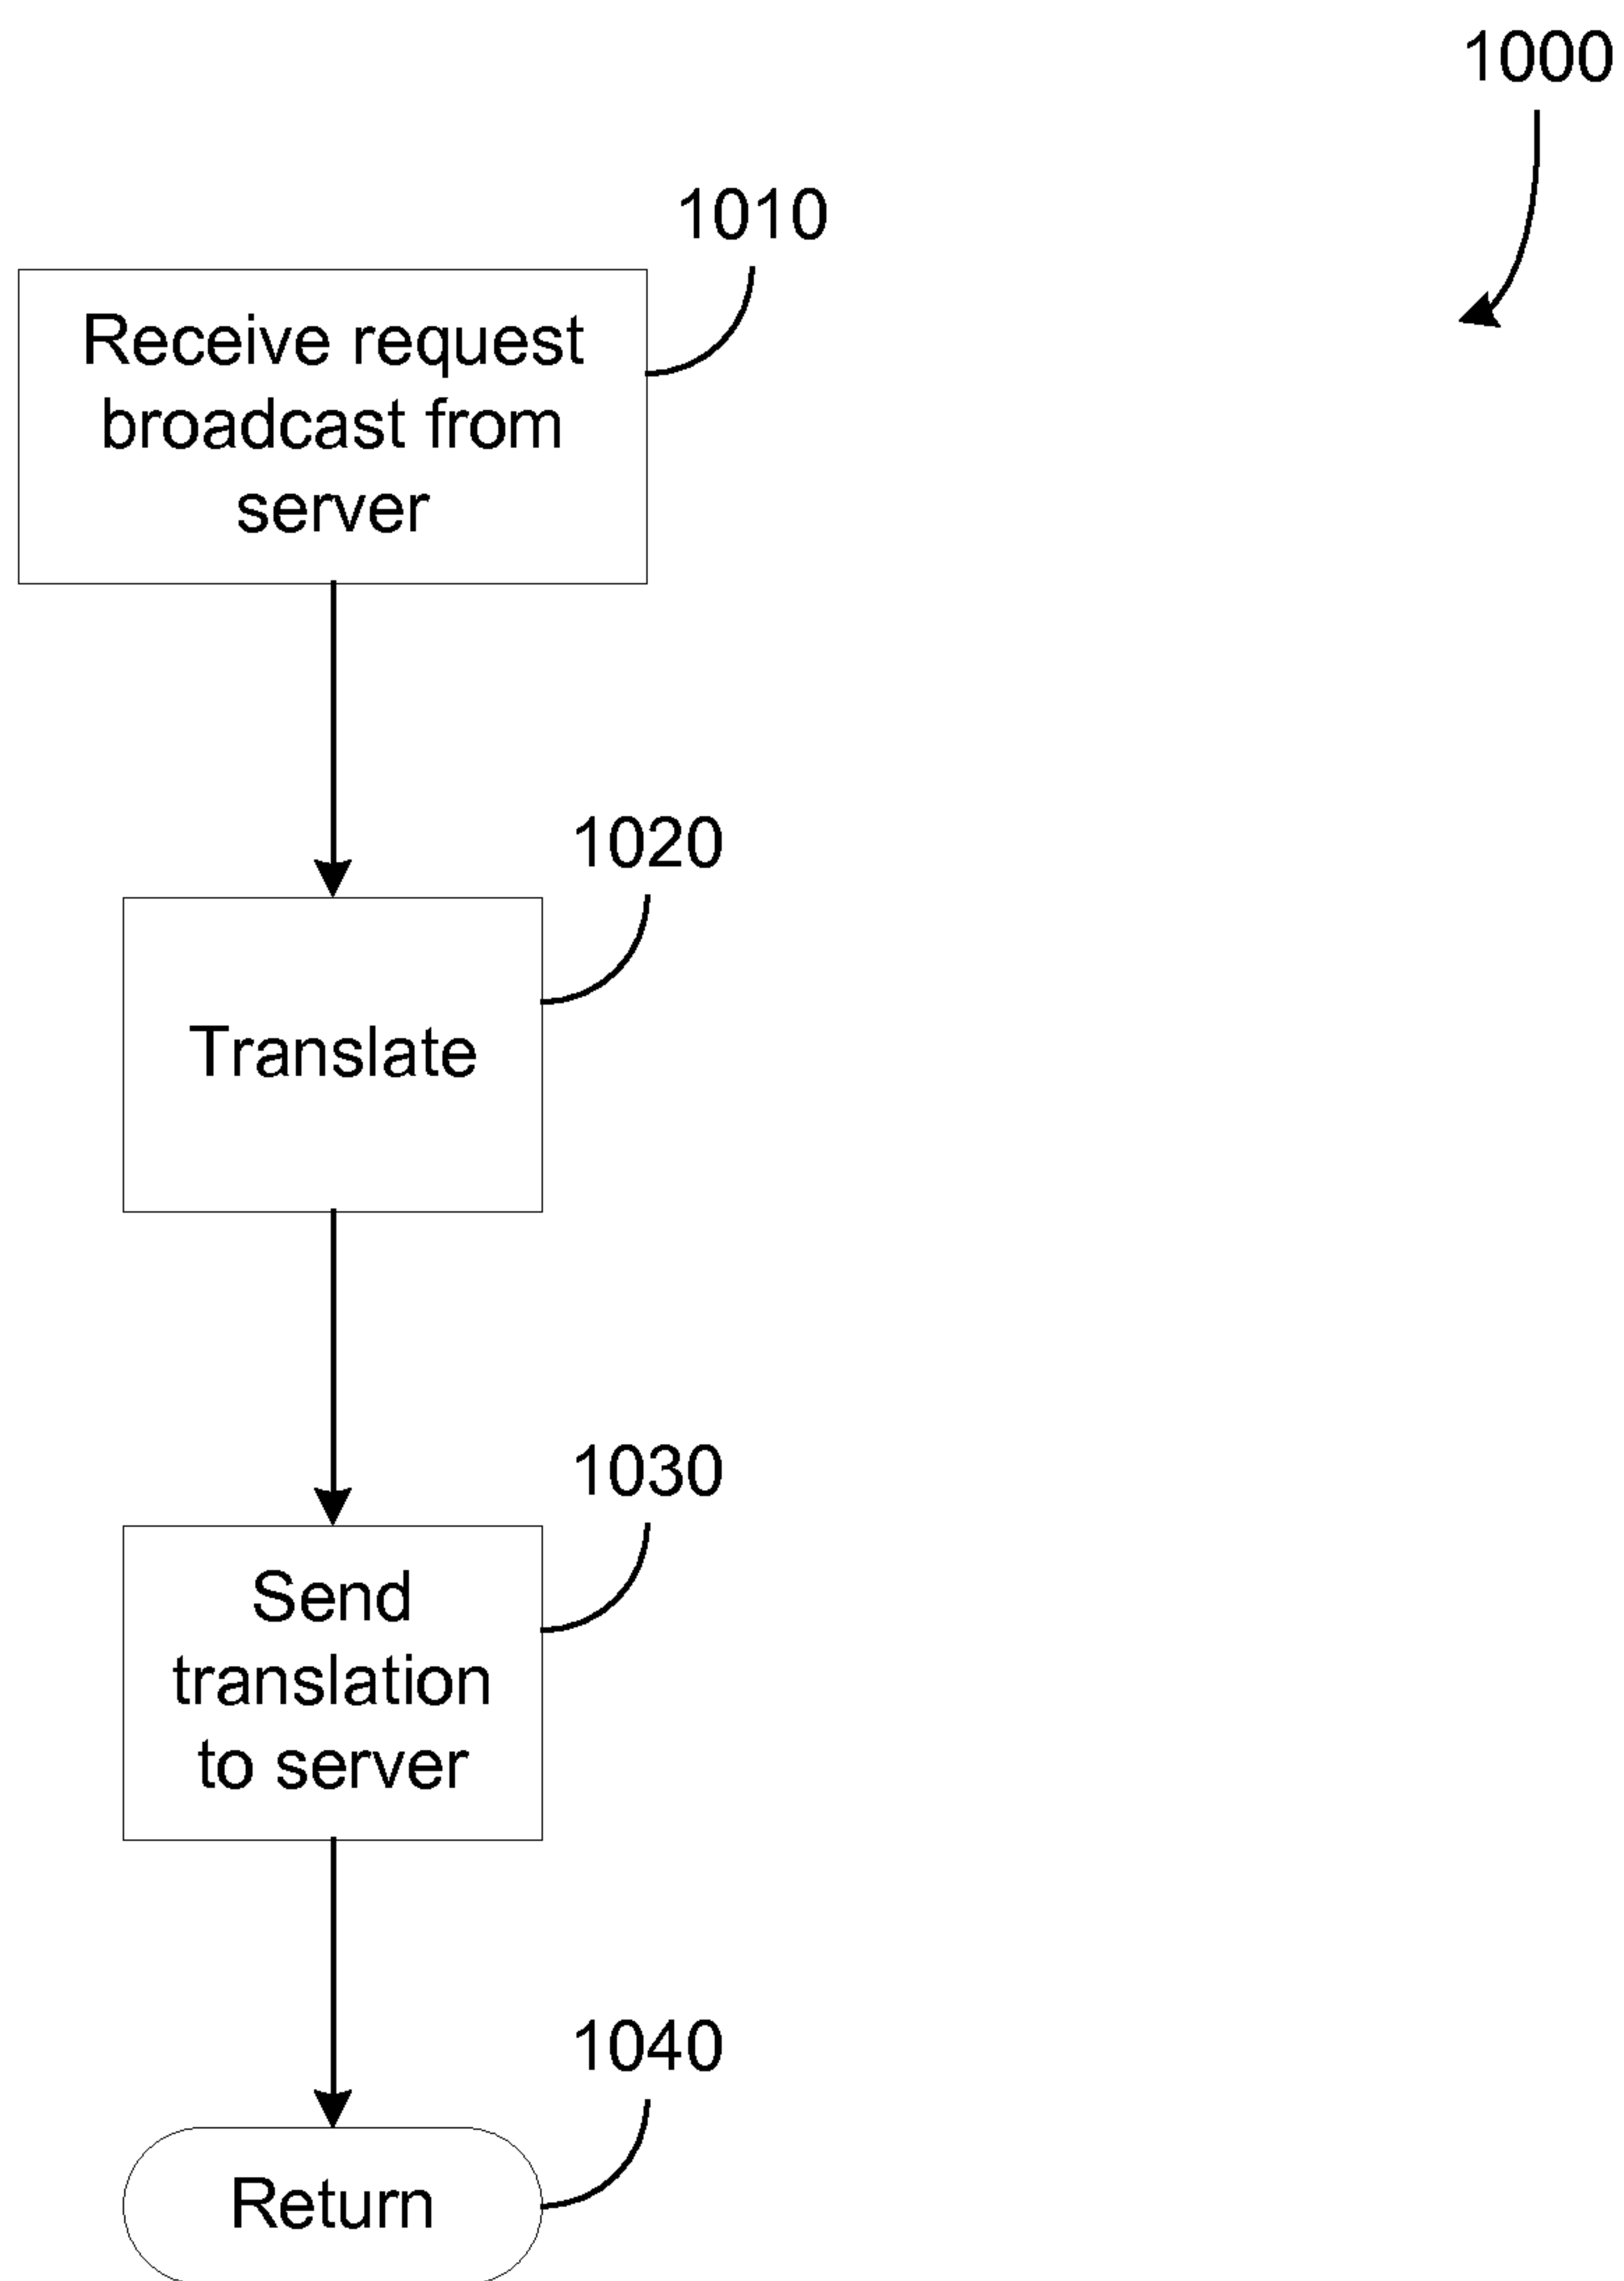 1000
1010
Receive request
broadcast from
server
1020
Translate
1030
Send
translation
to server
1040
Return